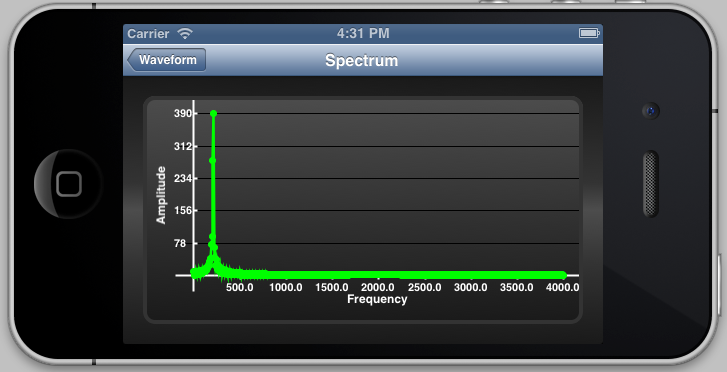 Carrier 4:31 PM
Waveform Spectrum
390
312
234
156
78
Amplitude
500.0 1000.0 1500.0 2000.0 2500.0 3000.0 3500.0 4000.0
Frequency